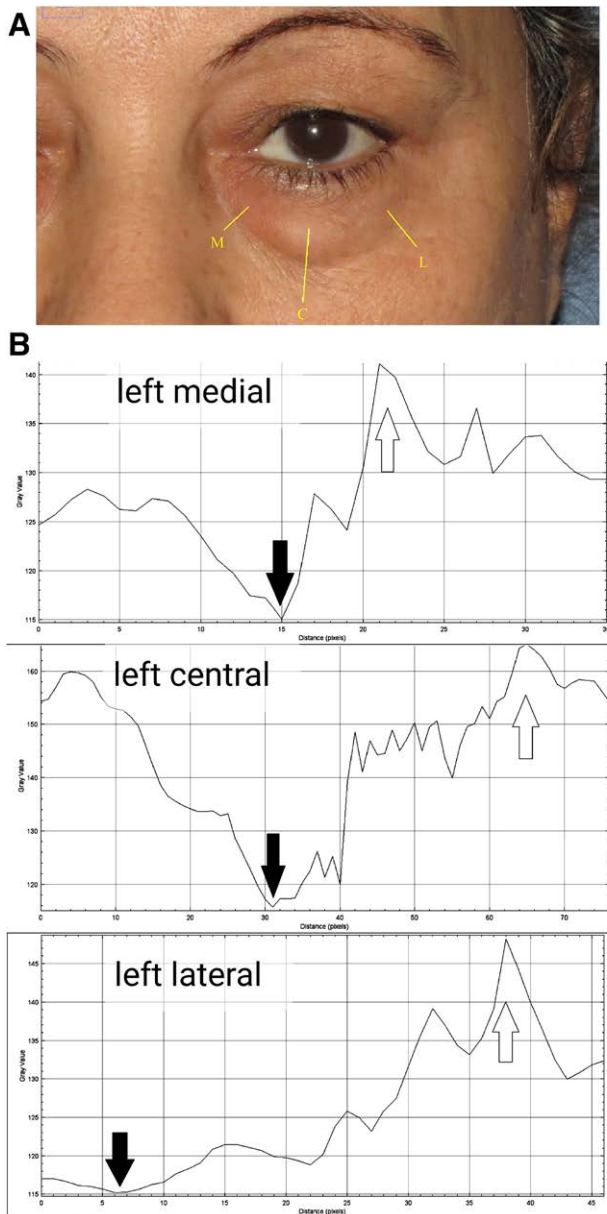 A
M
C
L
B
left medial
140
135
130
125
120
115
Gray Value
0 5 10 15 20 25 30 35
Distance (pixels)
left central
160
150
140
130
120
Gray Value
0 10 20 30 40 50 60 70
Distance (pixels)
left lateral
145
140
135
130
125
120
115
Gray Value
0 5 10 15 20 25 30 35 40 45
Distance (pixels)